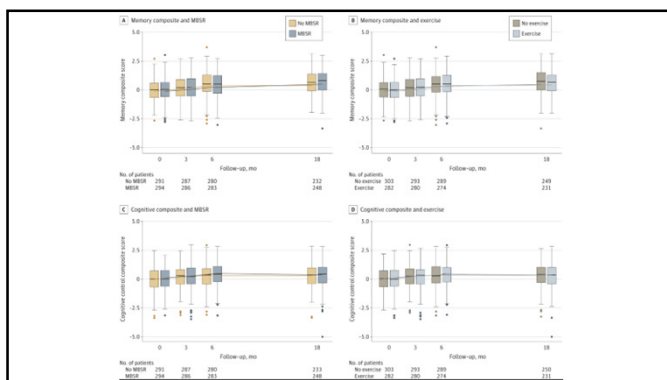 A Memory composite and MBSR
No MBSR
MBSR
Memory composite score
5.0
2.5
0
-2.5
-5.0
0 3 6 18
Follow-up, mo
No. of patients
No MBSR 291 287 280 232
MBSR 294 286 283 248
B Memory composite and exercise
No exercise
Exercise
Memory composite score
5.0
2.5
0
-2.5
-5.0
0 3 6 18
Follow-up, mo
No. of patients
No exercise 303 293 289 249
Exercise 282 280 274 231
C Cognitive composite and MBSR
Cognitive control composite score
5.0
2.5
0
-2.5
-5.0
0 3 6 18
Follow-up, mo
No. of patients
No MBSR 291 287 280 233
MBSR 294 286 283 248
D Cognitive composite and exercise
Cognitive control composite score
5.0
2.5
0
-2.5
-5.0
0 3 6 18
Follow-up, mo
No. of patients
No exercise 303 293 289 250
Exercise 282 280 274 231